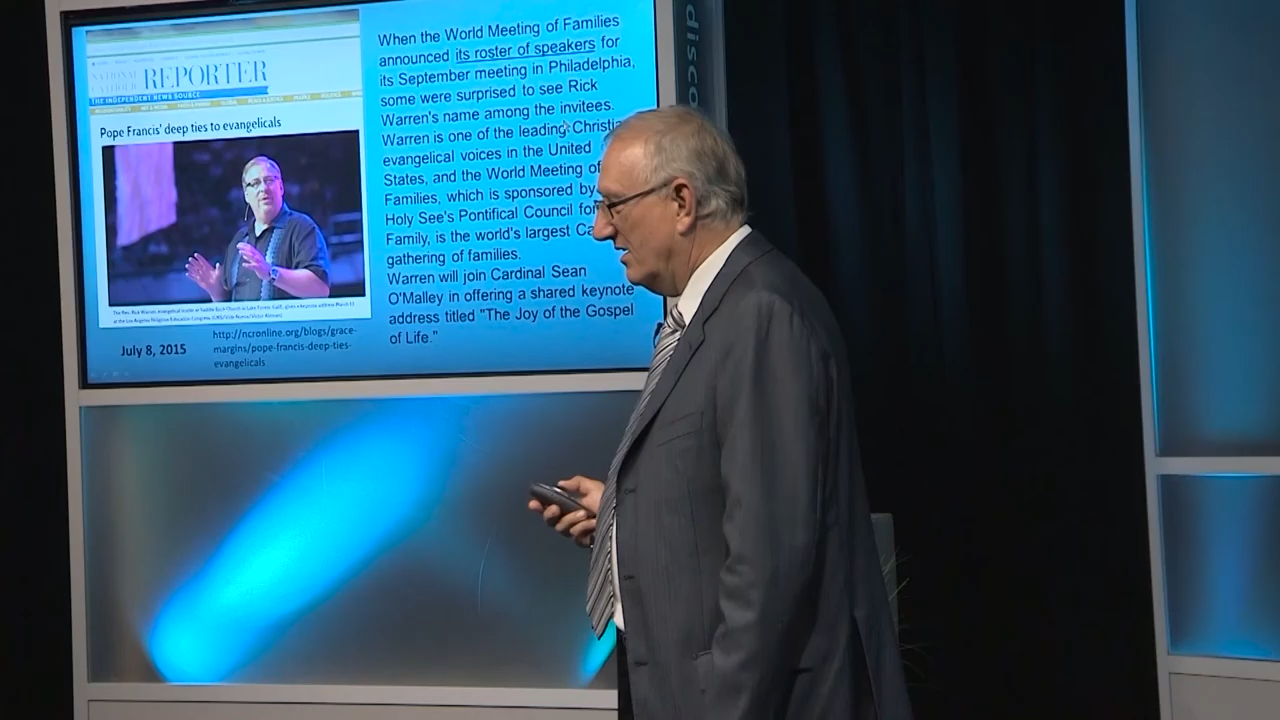 NATIONAL CATHOLIC REPORTER
THE INDEPENDENT NEWS SOURCE
Pope Francis' deep ties to evangelicals
July 8, 2015
http://ncronline.org/blogs/grace-
margins/pope-francis-deep-ties-
evangelicals
When the World Meeting of Families
announced its roster of speakers for
its September meeting in Philadelphia,
some were surprised to see Rick
Warren's name among the invitees.
Warren is one of the leading Christia
evangelical voices in the United
States, and the World Meeting of
Families, which is sponsored by
Holy See's Pontifical Council for
Family, is the world's largest Ca
gathering of families.
Warren will join Cardinal Sean
O'Malley in offering a shared keynote
address titled "The Joy of the Gospel
of Life."
disco